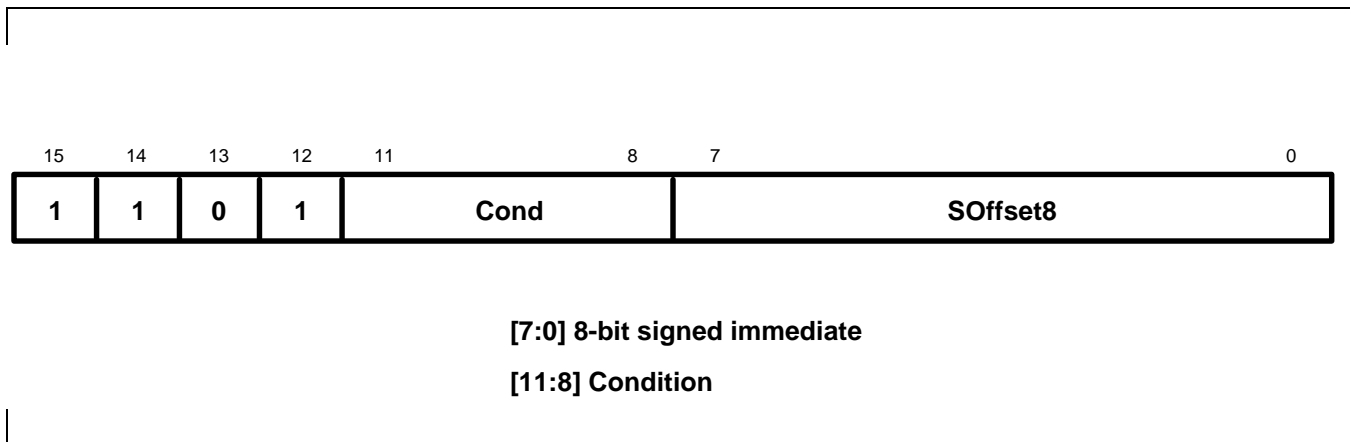 15 14 13 12 11 8 7 0
1 1 0 1 Cond SOffset8
[7:0] 8-bit signed immediate
[11:8] Condition